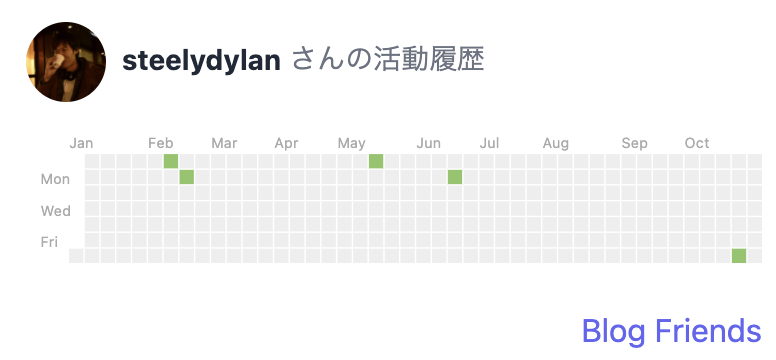 steelydylan さんの活動履歴
Jan Feb Mar Apr May Jun Jul Aug Sep Oct
Mon
Wed
Fri
Blog Friends